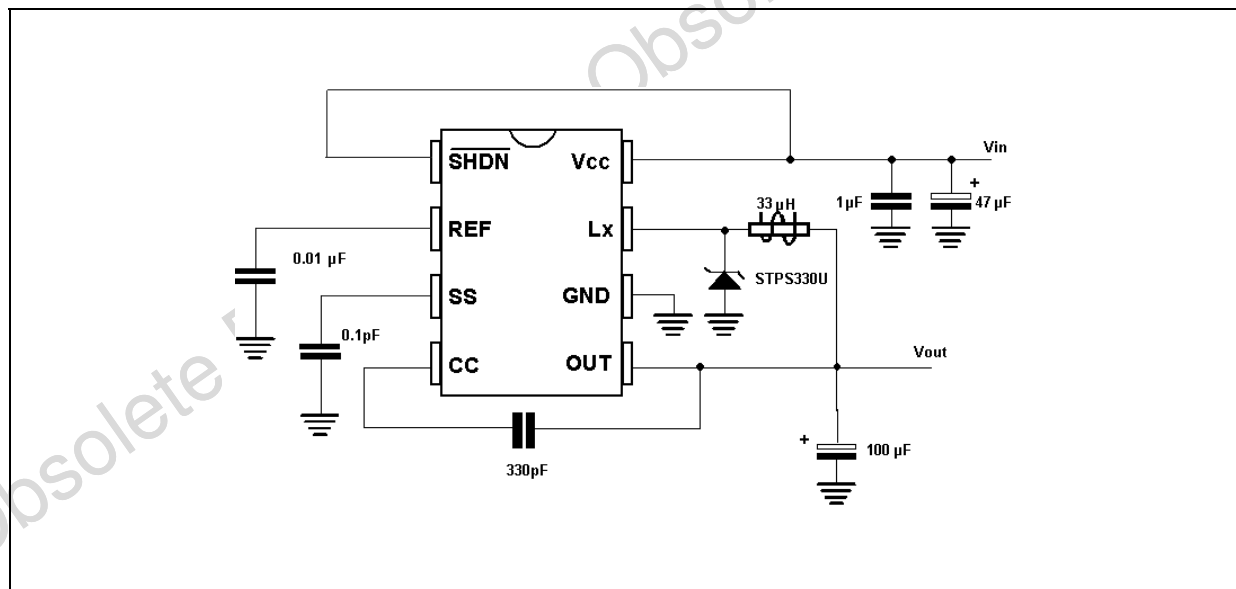 Obsolete
Obsol
SHDN
Vcc
Vin
REF
Lx
33 µH
1µF
+
47 µF
0.01 µF
STPS330U
SS
GND
0.1pF
CC
OUT
Vout
330pF
+
100 µF